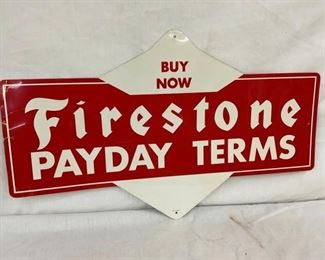 BUY
NOW
Firestone
PAYDAY TERMS